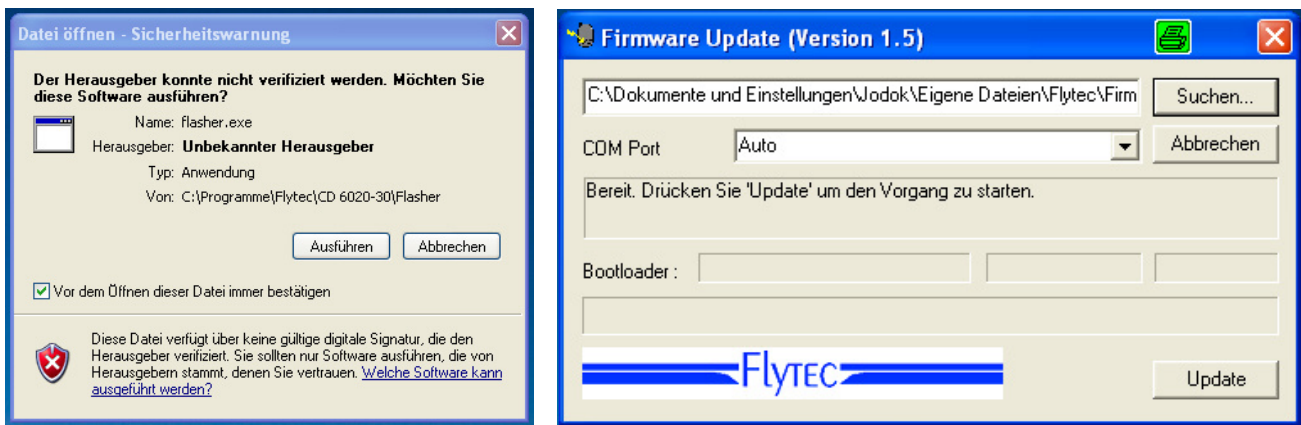 Datei öffnen - Sicherheitswarnung
Der Herausgeber konnte nicht verifiziert werden. Möchten Sie
diese Software ausführen?
Name: flasher.exe
Herausgeber: Unbekannter Herausgeber
Typ: Anwendung
Von: C:\Programme\Flytec\CD 6020-30\Flasher
Ausführen
Abbrechen
Vor dem Öffnen dieser Datei immer bestätigen
Diese Datei verfügt über keine gültige digitale Signatur, die den
Herausgeber verifiziert. Sie sollten nur Software ausführen, die von
Herausgebern stammt, denen Sie vertrauen. Welche Software kann
ausgeführt werden?
Firmware Update (Version 1.5)
C:\Dokumente und Einstellungen\Jodok\Eigene Dateien\Flytec\Firm
Suchen...
COM Port
Auto
Abbrechen
Bereit. Drücken Sie 'Update' um den Vorgang zu starten.
Bootloader :
FLYTEC
Update